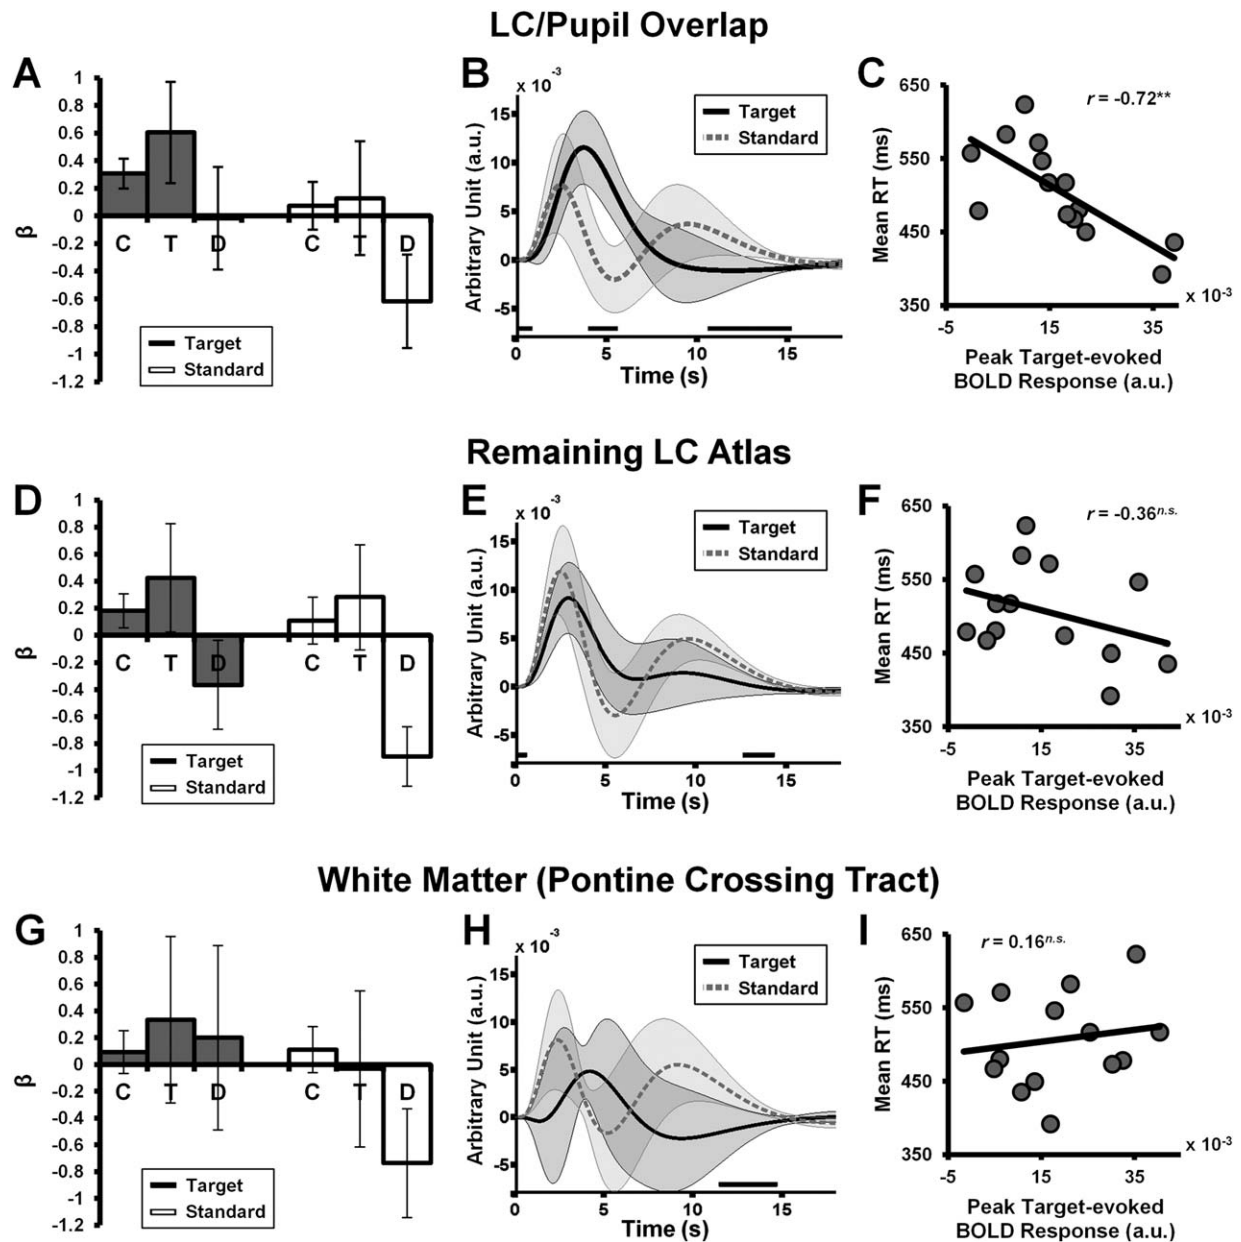 LC/Pupil Overlap
A
1
0.8
0.6
0.4
0.2
0
-0.2
-0.4
-0.6
-0.8
-1
-1.2
β
C T D C T D
Target
Standard
B
x 10⁻³
15
10
5
0
-5
Arbitrary Unit (a.u.)
Target
Standard
0 5 10 15
Time (s)
C
650
550
450
350
Mean RT (ms)
r = -0.72**
x 10⁻³
-5 15 35
Peak Target-evoked
BOLD Response (a.u.)
Remaining LC Atlas
D
1
0.8
0.6
0.4
0.2
0
-0.2
-0.4
-0.6
-0.8
-1
-1.2
β
C T D C T D
Target
Standard
E
x 10⁻³
15
10
5
0
-5
Arbitrary Unit (a.u.)
Target
Standard
0 5 10 15
Time (s)
F
650
550
450
350
Mean RT (ms)
r = -0.36ⁿ·ˢ·
x 10⁻³
-5 15 35
Peak Target-evoked
BOLD Response (a.u.)
White Matter (Pontine Crossing Tract)
G
1
0.8
0.6
0.4
0.2
0
-0.2
-0.4
-0.6
-0.8
-1
-1.2
β
C T D C T D
Target
Standard
H
x 10⁻³
15
10
5
0
-5
Arbitrary Unit (a.u.)
Target
Standard
0 5 10 15
Time (s)
I
650
550
450
350
Mean RT (ms)
r = 0.16ⁿ·ˢ·
x 10⁻³
-5 15 35
Peak Target-evoked
BOLD Response (a.u.)